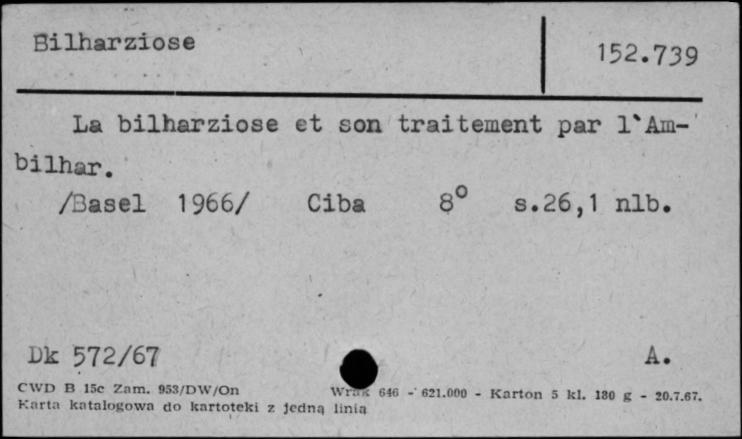 Bilharziose 152.739
La bilharziose et son traitement par l`Am-
bilhar.
/Basel 1966/ Ciba 8° s.26,1 nlb.
Dk 572/67 A.
CWD B 15c Zam. 953/DW/On Wrak 646 - 621.000 - Karton 5 kl. 180 g - 20.7.67.
Karta katalogowa do kartoteki z jedną linią